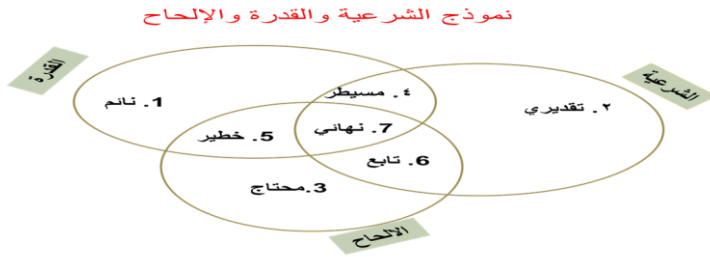 نموذج الشرعية والقدرة والإلحاح
القدرة
الشرعية
٤. مسيطر
1. نائم
٢. تقديري
7. نهائي
5. خطير
6. تابع
3.محتاج
الالحاح